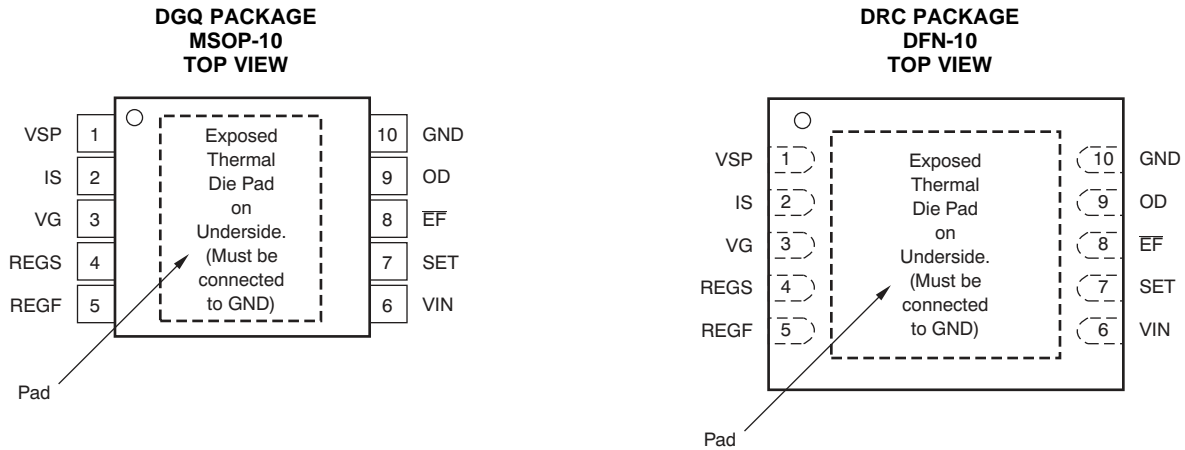 DGQ PACKAGE
MSOP-10
TOP VIEW
VSP 1
IS 2
VG 3
REGS 4
REGF 5
Exposed
Thermal
Die Pad
on
Underside.
(Must be
connected
to GND)
10 GND
9 OD
8 E̅F̅
7 SET
6 VIN
Pad
DRC PACKAGE
DFN-10
TOP VIEW
VSP 1
IS 2
VG 3
REGS 4
REGF 5
Exposed
Thermal
Die Pad
on
Underside.
(Must be
connected
to GND)
10 GND
9 OD
8 E̅F̅
7 SET
6 VIN
Pad